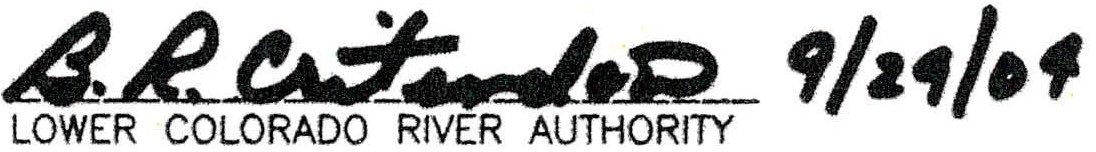 B. R. 9/29/04
LOWER COLORADO RIVER AUTHORITY